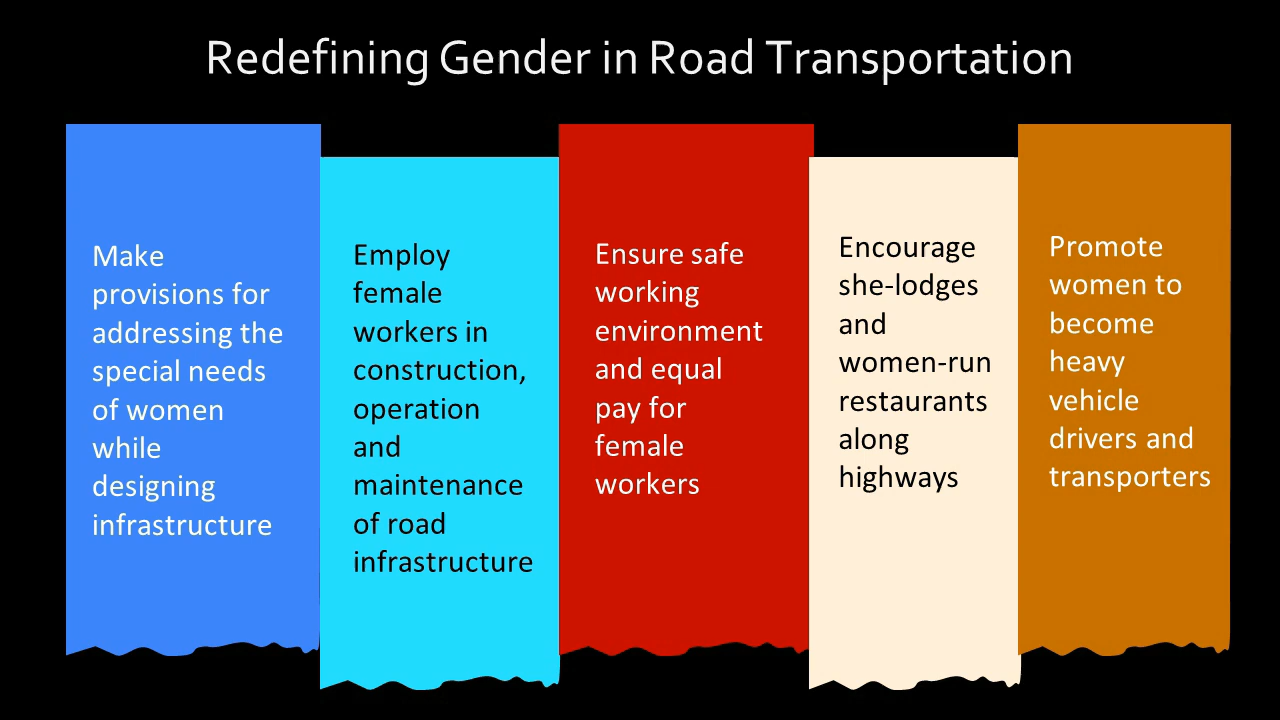 Redefining Gender in Road Transportation
Make
provisions for
addressing the
special needs
of women
while
designing
infrastructure
Employ
female
workers in
construction,
operation
and
maintenance
of road
infrastructure
Ensure safe
working
environment
and equal
pay for
female
workers
Encourage
she-lodges
and
women-run
restaurants
along
highways
Promote
women to
become
heavy
vehicle
drivers and
transporters